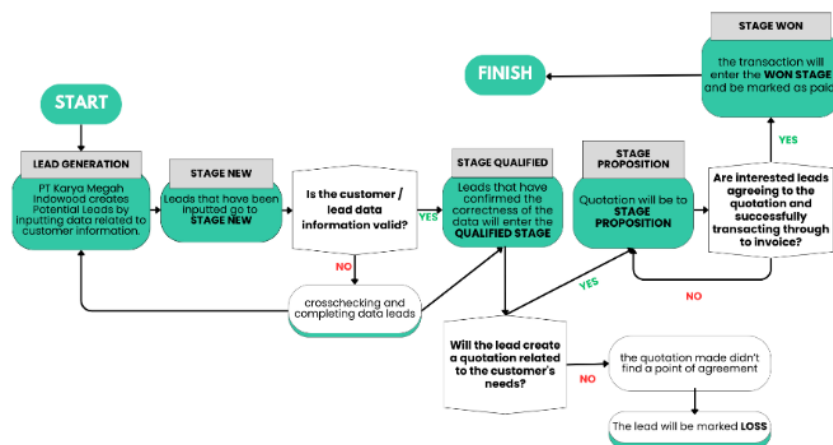 STAGE WON
the transaction will
enter the WON STAGE
and be marked as paid
FINISH
START
YES
LEAD GENERATION
PT Karya Megah
Indowood creates
Potential Leads by
inputting data related to
customer information.
STAGE NEW
Leads that have been
inputted go to
STAGE NEW
Is the customer /
lead data
information valid?
YES
NO
crosschecking and
completing data leads
STAGE QUALIFIED
Leads that have
confirmed the
correctness of the
data will enter the
QUALIFIED STAGE
STAGE
PROPOSITION
Quotation will be to
STAGE
PROPOSITION
Are interested leads
agreeing to the
quotation and
successfully
transacting through
to invoice?
YES
NO
Will the lead create
a quotation related
to the customer's
needs?
NO
the quotation made didn't
find a point of agreement
The lead will be marked LOSS